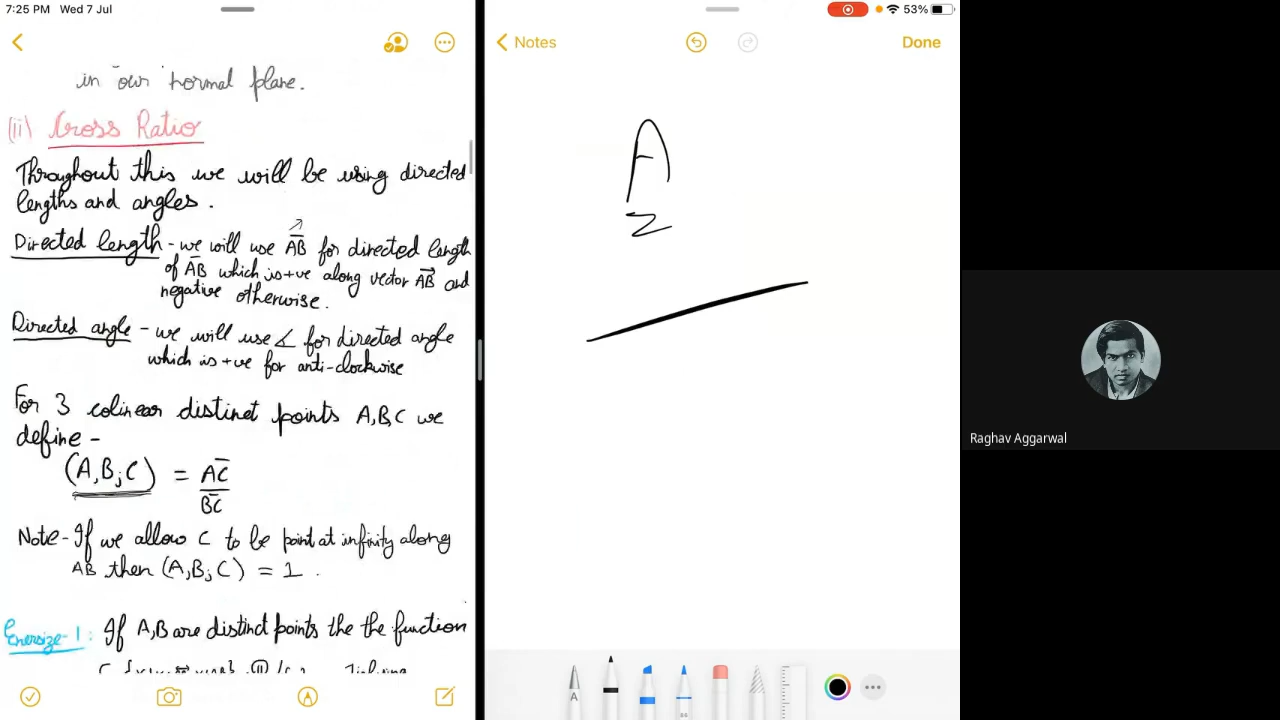 7:25 PM Wed 7 Jul
53%
Notes
Done
in our normal plane.
(ii) Cross Ratio
Throughout this we will be using directed
lengths and angles.
Directed length - we will use AB for directed length
of AB which is +ve along vector AB and
negative otherwise.
Directed angle - we will use ∠ for directed angle
which is +ve for anti-clockwise
For 3 colinear distinct points A,B,C we
define -
(A,B;C) = AC
BC
Note - If we allow C to be point at infinity along
AB then (A,B;C) = 1.
Exersize-1: If A,B are distinct points the the function
A
Raghav Aggarwal